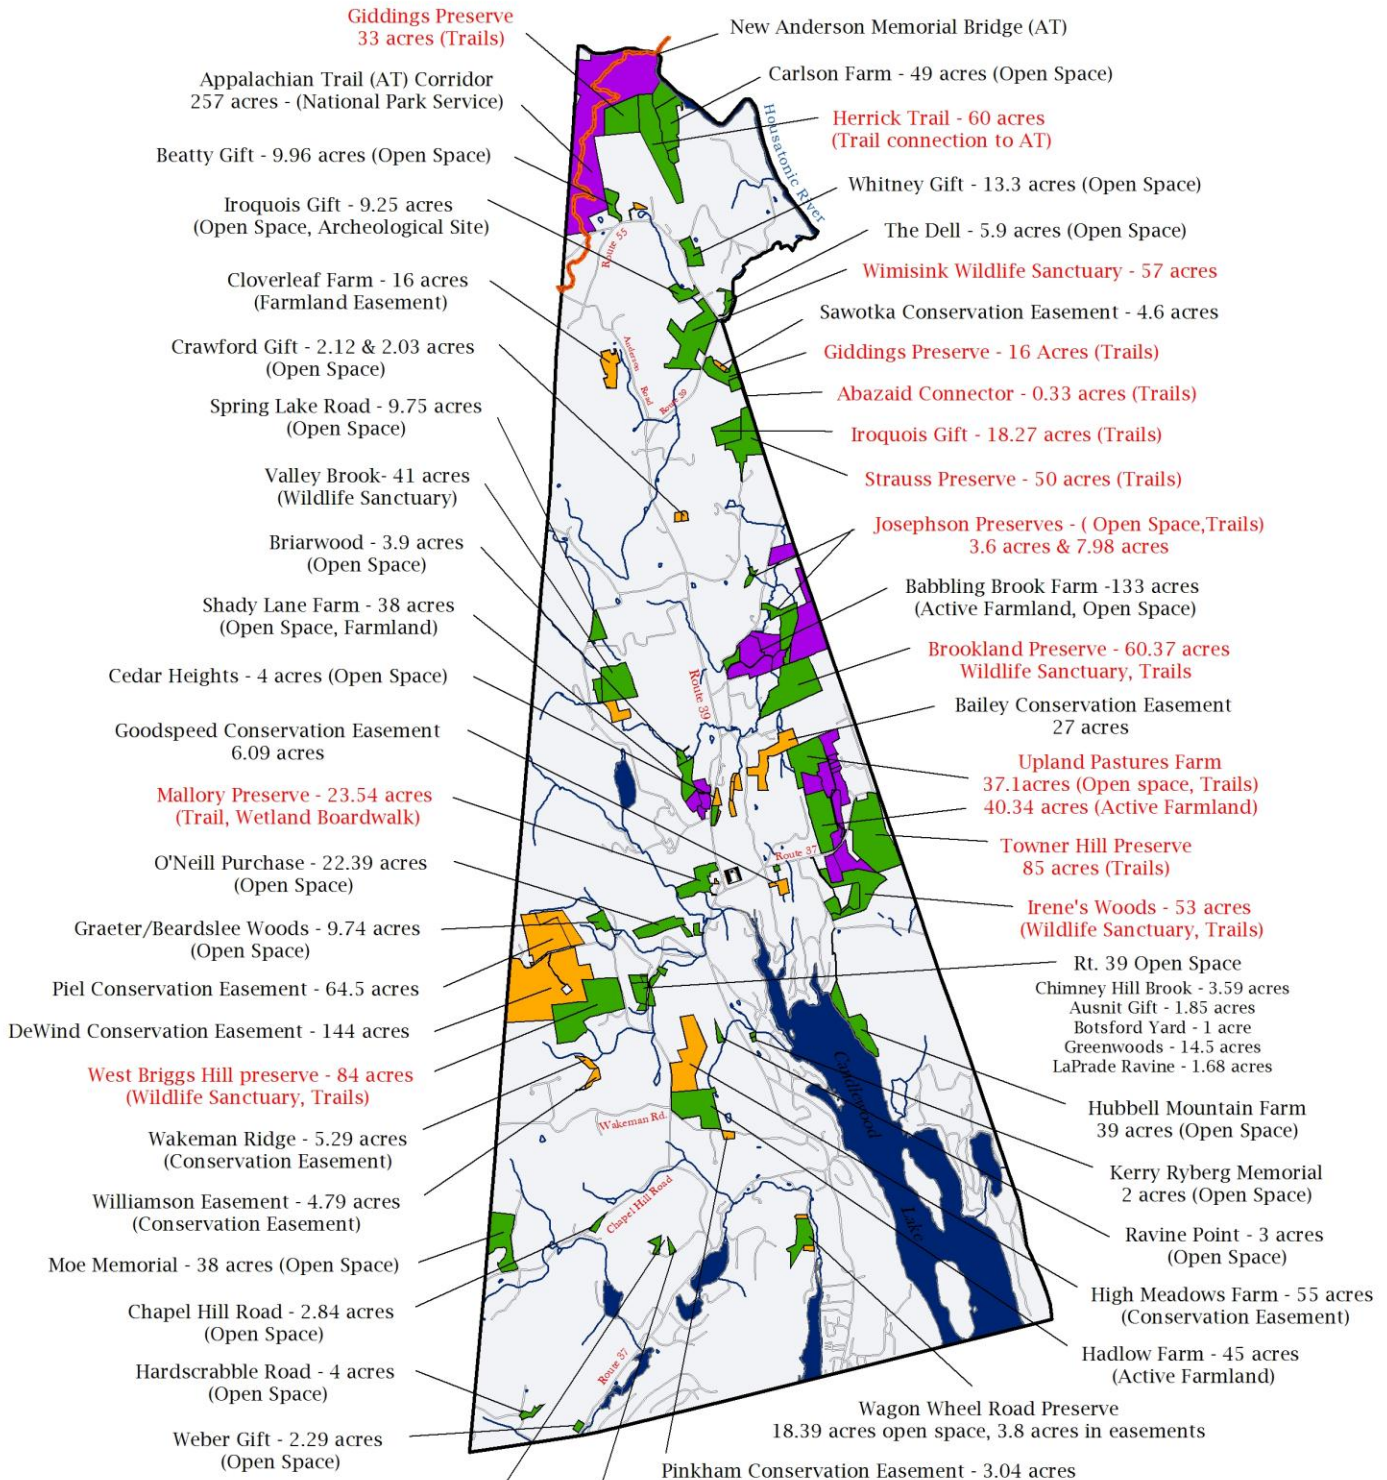 Giddings Preserve
33 acres (Trails)
New Anderson Memorial Bridge (AT)
Appalachian Trail (AT) Corridor
257 acres - (National Park Service)
Carlson Farm - 49 acres (Open Space)
Herrick Trail - 60 acres
(Trail connection to AT)
Housatonic River
Beatty Gift - 9.96 acres (Open Space)
Whitney Gift - 13.3 acres (Open Space)
Iroquois Gift - 9.25 acres
(Open Space, Archeological Site)
The Dell - 5.9 acres (Open Space)
Route 55
Wimisink Wildlife Sanctuary - 57 acres
Cloverleaf Farm - 16 acres
(Farmland Easement)
Sawotka Conservation Easement - 4.6 acres
Crawford Gift - 2.12 & 2.03 acres
(Open Space)
Giddings Preserve - 16 Acres (Trails)
Anderson Road
Route 39
Abazaid Connector - 0.33 acres (Trails)
Spring Lake Road - 9.75 acres
(Open Space)
Iroquois Gift - 18.27 acres (Trails)
Valley Brook- 41 acres
(Wildlife Sanctuary)
Strauss Preserve - 50 acres (Trails)
Briarwood - 3.9 acres
(Open Space)
Josephson Preserves - ( Open Space,Trails)
3.6 acres & 7.98 acres
Shady Lane Farm - 38 acres
(Open Space, Farmland)
Babbling Brook Farm -133 acres
(Active Farmland, Open Space)
Cedar Heights - 4 acres (Open Space)
Brookland Preserve - 60.37 acres
Wildlife Sanctuary, Trails
Route 39
Goodspeed Conservation Easement
6.09 acres
Bailey Conservation Easement
27 acres
Mallory Preserve - 23.54 acres
(Trail, Wetland Boardwalk)
Upland Pastures Farm
37.1acres (Open space, Trails)
40.34 acres (Active Farmland)
O'Neill Purchase - 22.39 acres
(Open Space)
Route 37
Towner Hill Preserve
85 acres (Trails)
Graeter/Beardslee Woods - 9.74 acres
(Open Space)
Irene's Woods - 53 acres
(Wildlife Sanctuary, Trails)
Piel Conservation Easement - 64.5 acres
Rt. 39 Open Space
Chimney Hill Brook - 3.59 acres
Ausnit Gift - 1.85 acres
Botsford Yard - 1 acre
Greenwoods - 14.5 acres
LaPrade Ravine - 1.68 acres
DeWind Conservation Easement - 144 acres
West Briggs Hill preserve - 84 acres
(Wildlife Sanctuary, Trails)
Candlewood Lake
Hubbell Mountain Farm
39 acres (Open Space)
Wakeman Rd.
Wakeman Ridge - 5.29 acres
(Conservation Easement)
Kerry Ryberg Memorial
2 acres (Open Space)
Williamson Easement - 4.79 acres
(Conservation Easement)
Chapel Hill Road
Ravine Point - 3 acres
(Open Space)
Moe Memorial - 38 acres (Open Space)
High Meadows Farm - 55 acres
(Conservation Easement)
Chapel Hill Road - 2.84 acres
(Open Space)
Hadlow Farm - 45 acres
(Active Farmland)
Hardscrabble Road - 4 acres
(Open Space)
Route 37
Wagon Wheel Road Preserve
18.39 acres open space, 3.8 acres in easements
Weber Gift - 2.29 acres
(Open Space)
Pinkham Conservation Easement - 3.04 acres